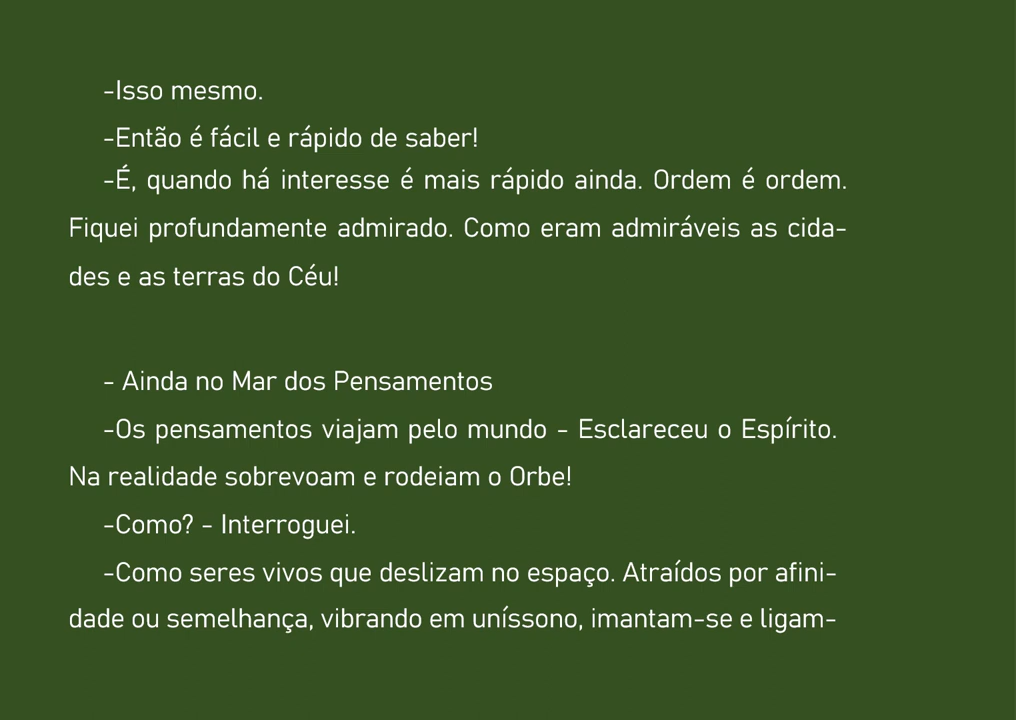 -Isso mesmo.
-Então é fácil e rápido de saber!
-É, quando há interesse é mais rápido ainda. Ordem é ordem.
Fiquei profundamente admirado. Como eram admiráveis as cida-
des e as terras do Céu!
- Ainda no Mar dos Pensamentos
-Os pensamentos viajam pelo mundo - Esclareceu o Espírito.
Na realidade sobrevoam e rodeiam o Orbe!
-Como? - Interroguei.
-Como seres vivos que deslizam no espaço. Atraídos por afini-
dade ou semelhança, vibrando em uníssono, imantam-se e ligam-